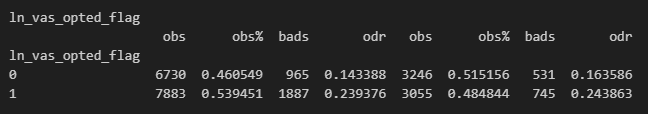 ln_vas_opted_flag
obs obs% bads odr obs obs% bads odr
ln_vas_opted_flag
0 6730 0.460549 965 0.143388 3246 0.515156 531 0.163586
1 7883 0.539451 1887 0.239376 3055 0.484844 745 0.243863